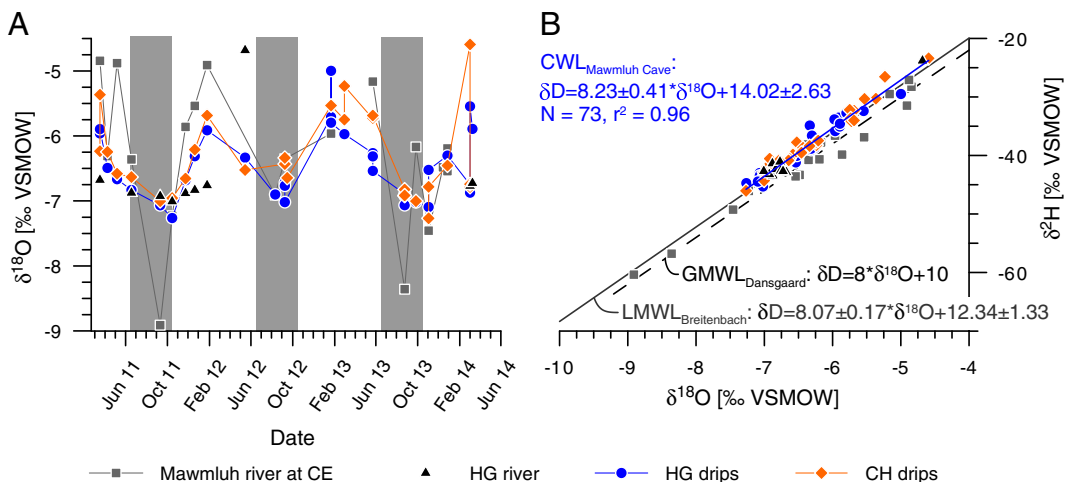 A
B
-5
-6
-7
-8
-9
δ18O [‰ VSMOW]
Jun 11
Oct 11
Feb 12
Jun 12
Oct 12
Feb 13
Jun 13
Oct 13
Feb 14
Jun 14
Date
CWLMawmluh Cave:
δD=8.23±0.41*δ18O+14.02±2.63
N = 73, r2 = 0.96
GMWLDansgaard: δD=8*δ18O+10
LMWLBreitenbach: δD=8.07±0.17*δ18O+12.34±1.33
-20
-40
-60
δ2H [‰ VSMOW]
-10 -9 -8 -7 -6 -5 -4
δ18O [‰ VSMOW]
Mawmluh river at CE HG river HG drips CH drips